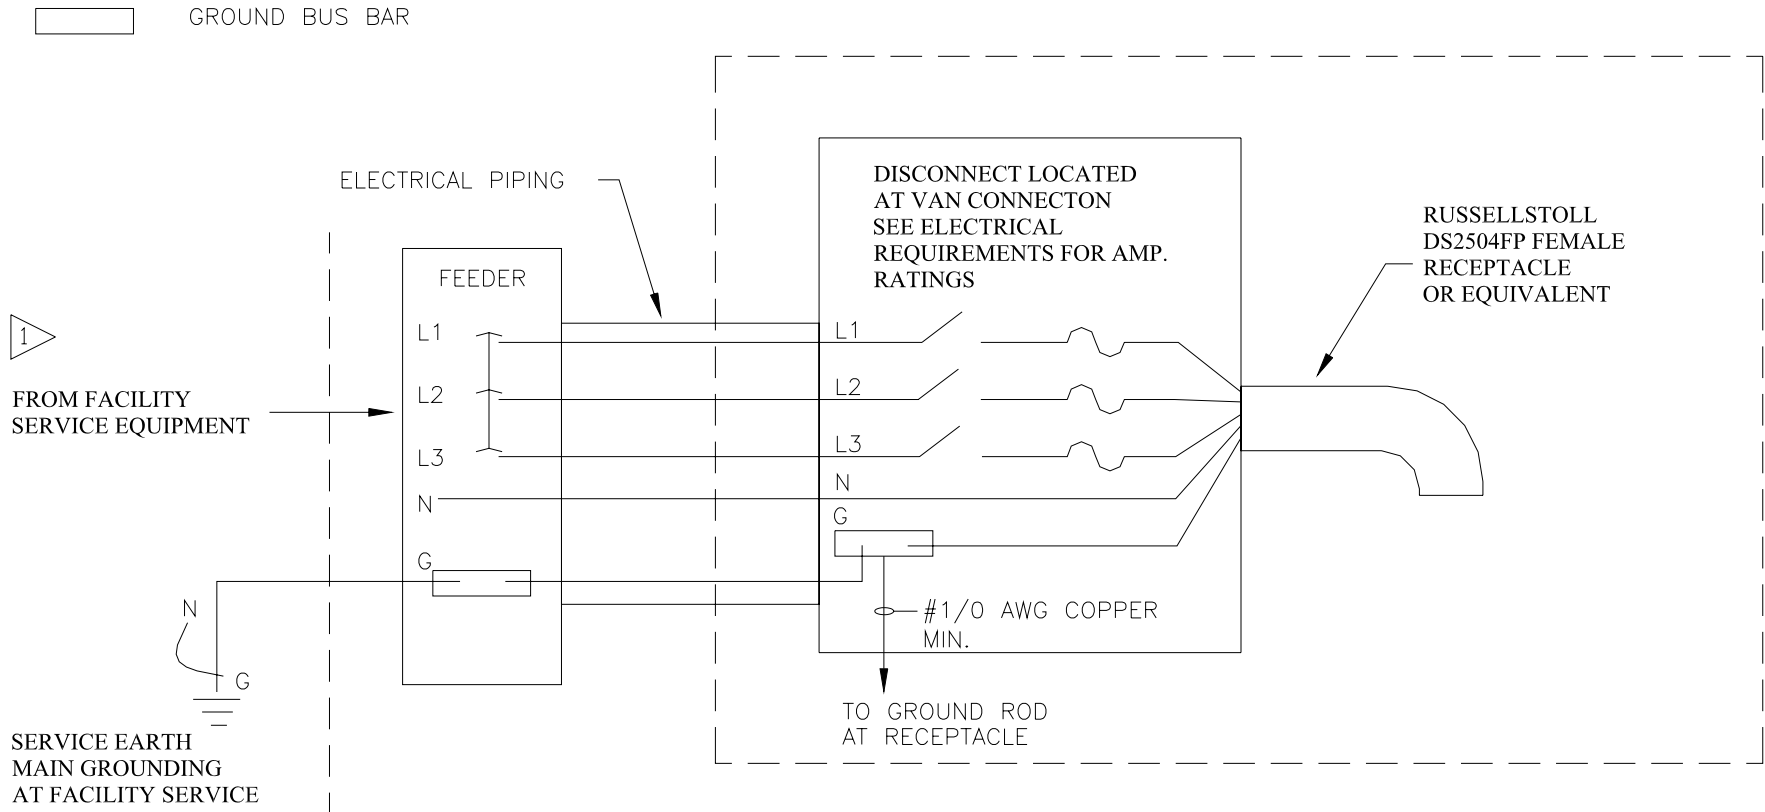 GROUND BUS BAR
ELECTRICAL PIPING
DISCONNECT LOCATED
AT VAN CONNECTON
SEE ELECTRICAL
REQUIREMENTS FOR AMP.
RATINGS
RUSSELLSTOLL
DS2504FP FEMALE
RECEPTACLE
OR EQUIVALENT
FEEDER
L1
L2
L3
N
G
L1
L2
L3
N
G
1
FROM FACILITY
SERVICE EQUIPMENT
N
G
#1/0 AWG COPPER
MIN.
TO GROUND ROD
AT RECEPTACLE
SERVICE EARTH
MAIN GROUNDING
AT FACILITY SERVICE